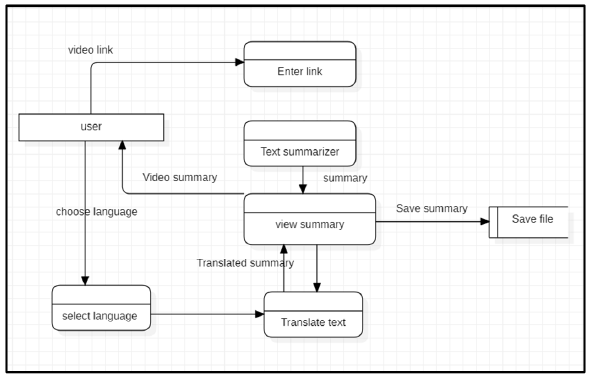 video link
Enter link
user
Text summarizer
Video summary
summary
choose language
Save summary
Save file
view summary
Translated summary
select language
Translate text